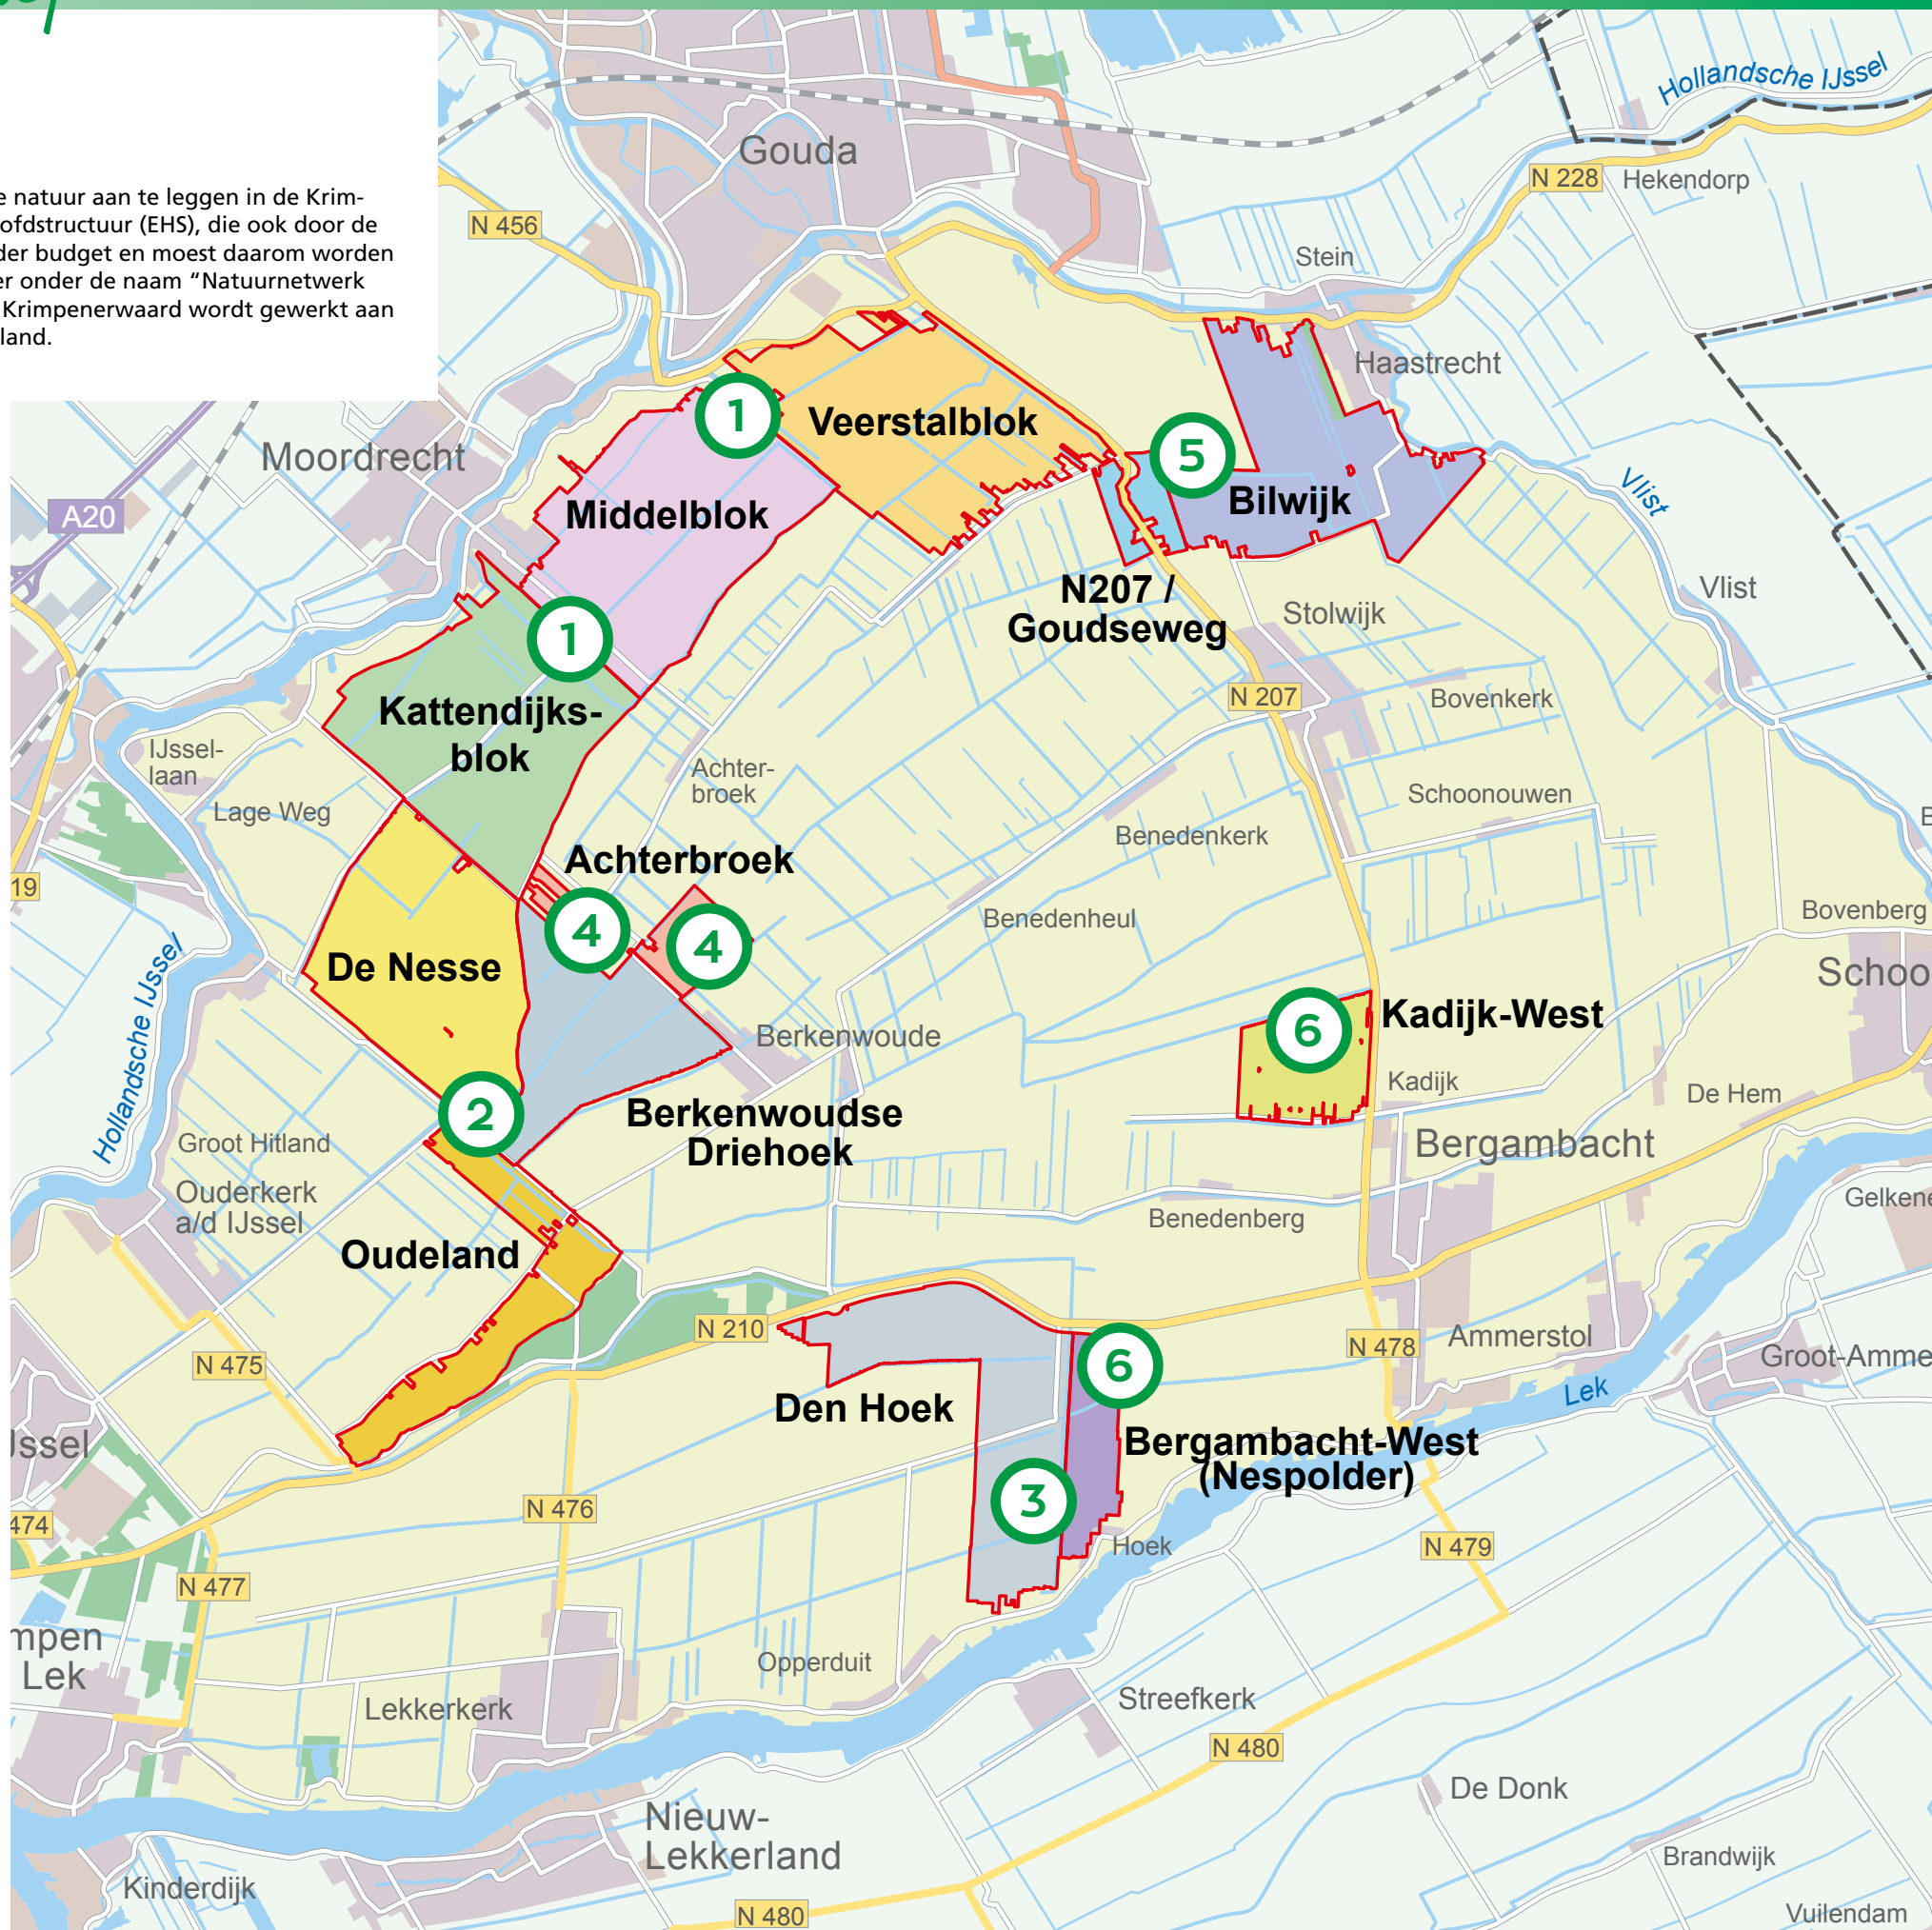 e natuur aan te leggen in de Krim-
ofdstructuur (EHS), die ook door de
der budget en moest daarom worden
er onder de naam “Natuurnetwerk
Krimpenerwaard wordt gewerkt aan
land.
Hollandsche IJssel
Gouda
N 228
Hekendorp
N 456
Stein
Haastrecht
1
Veerstalblok
Moordrecht
5
Bilwijk
Vlist
A20
Middelblok
N207 /
Goudseweg
Vlist
Stolwijk
1
N 207
Bovenkerk
Kattendijks-
blok
IJssel-
laan
Achter-
broek
Lage Weg
Schoonouwen
Benedenkerk
Achterbroek
19
Benedenheul
Bovenberg
4
4
De Nesse
Schoo
Hollandsche IJssel
Berkenwoude
6
Kadijk-West
Kadijk
De Hem
2
Berkenwoudse
Driehoek
Groot Hitland
Bergambacht
Ouderkerk
a/d IJssel
Gelkene
Benedenberg
Oudeland
N 210
N 475
N 478
Ammerstol
Groot-Amme
6
Lek
Den Hoek
Jssel
Bergambacht-West
(Nespolder)
3
N 476
474
Hoek
N 479
N 477
mpen
Lek
Opperduit
Lekkerkerk
Streefkerk
N 480
De Donk
Nieuw-
Lekkerland
Brandwijk
Kinderdijk
N 480
Vuilendam